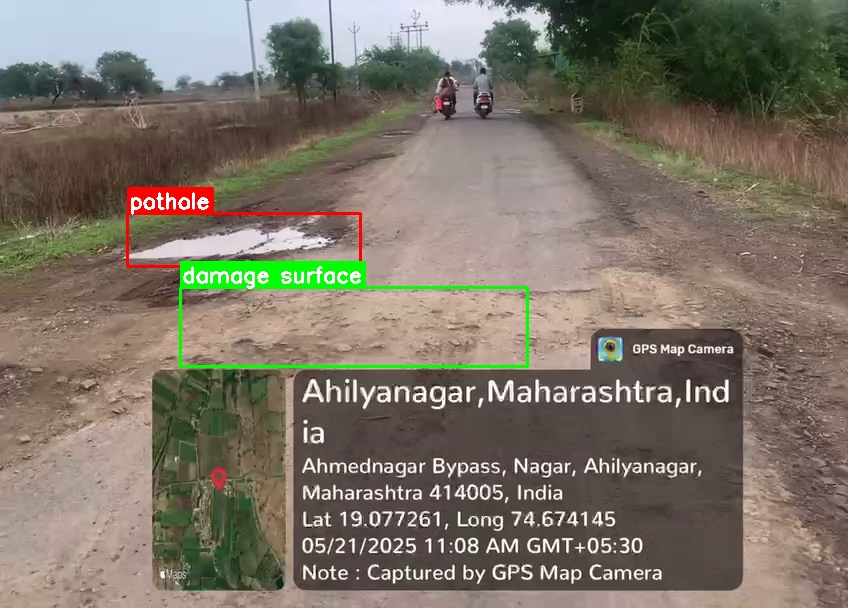 pothole
damage surface
GPS Map Camera
Ahilyanagar,Maharashtra,Ind
ia
Ahmednagar Bypass, Nagar, Ahilyanagar,
Maharashtra 414005, India
Lat 19.077261, Long 74.674145
05/21/2025 11:08 AM GMT+05:30
Note : Captured by GPS Map Camera
Maps